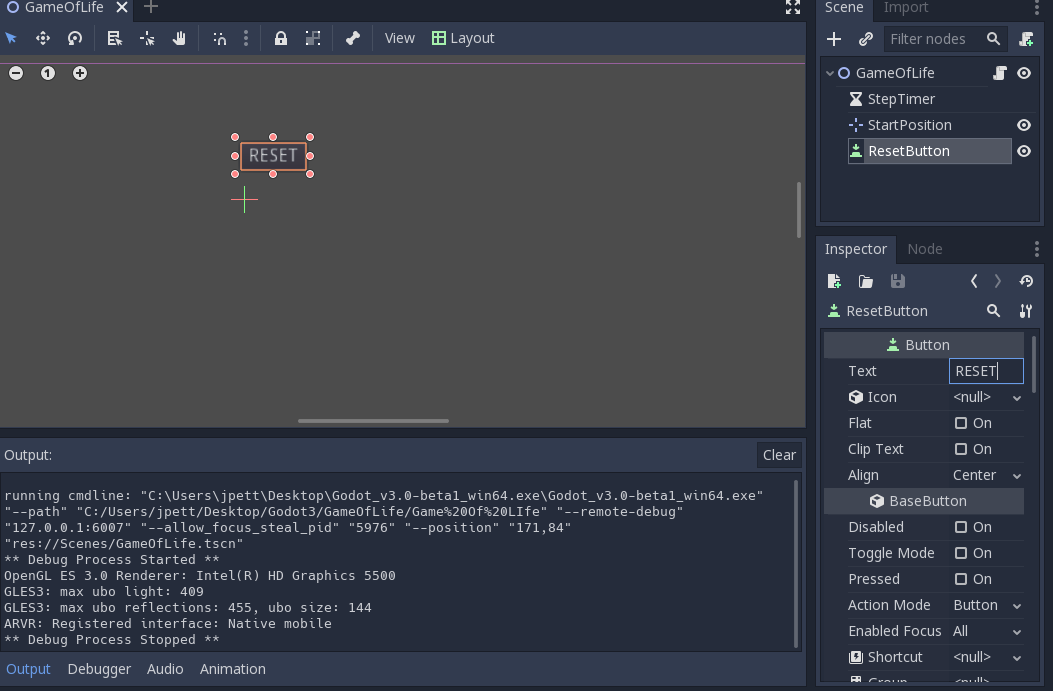 GameOfLife
View
Layout
1
RESET
Output:
Clear
running cmdline: "C:\Users\jpett\Desktop\Godot_v3.0-beta1_win64.exe\Godot_v3.0-beta1_win64.exe"
"--path" "C:/Users/jpett/Desktop/Godot3/GameOfLife/Game%20Of%20LIfe" "--remote-debug"
"127.0.0.1:6007" "--allow_focus_steal_pid" "5976" "--position" "171,84"
"res://Scenes/GameOfLife.tscn"
** Debug Process Started **
OpenGL ES 3.0 Renderer: Intel(R) HD Graphics 5500
GLES3: max ubo light: 409
GLES3: max ubo reflections: 455, ubo size: 144
ARVR: Registered interface: Native mobile
** Debug Process Stopped **
Output Debugger Audio Animation
Scene Import
Filter nodes
GameOfLife
StepTimer
StartPosition
ResetButton
Inspector Node
ResetButton
Button
Text RESET
Icon <null>
Flat On
Clip Text On
Align Center
BaseButton
Disabled On
Toggle Mode On
Pressed On
Action Mode Button
Enabled Focus All
Shortcut <null>
Group <null>